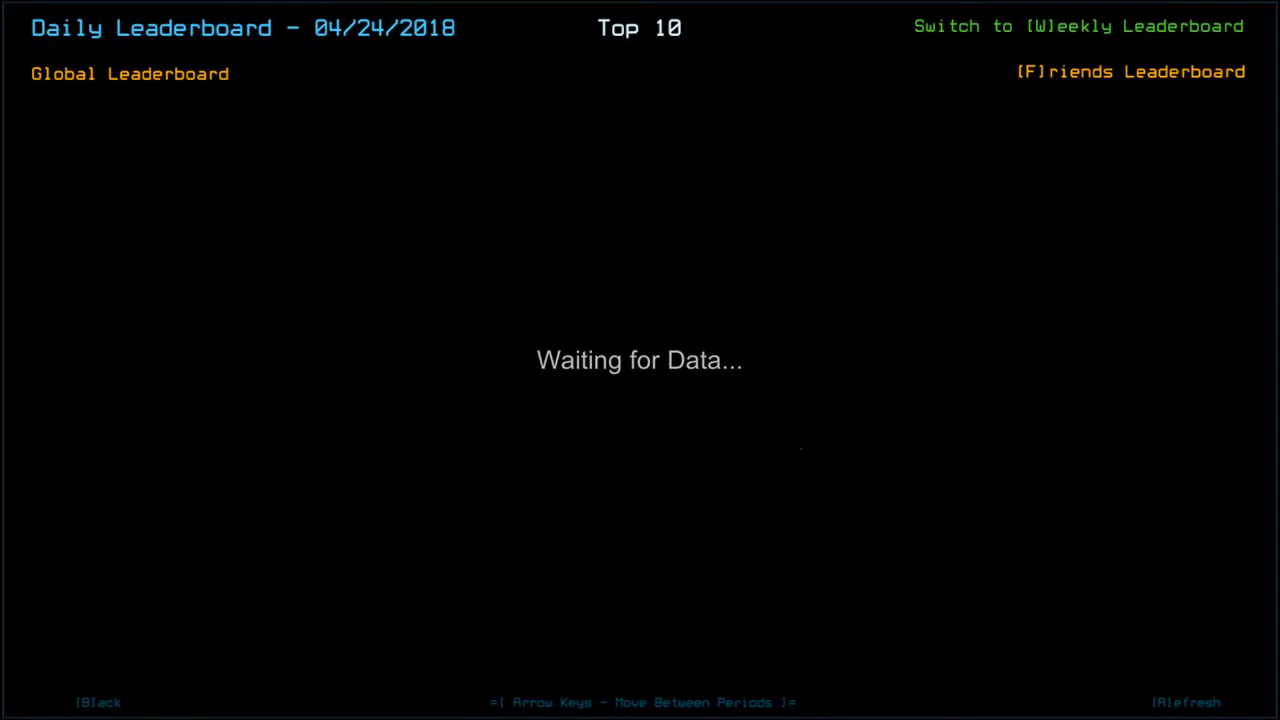 Daily Leaderboard - 04/24/2018
Top 10
Switch to [W]eekly Leaderboard
Global Leaderboard
[F]riends Leaderboard
Waiting for Data...
[B]ack
=[ Arrow Keys - Move Between Periods ]=
[R]efresh